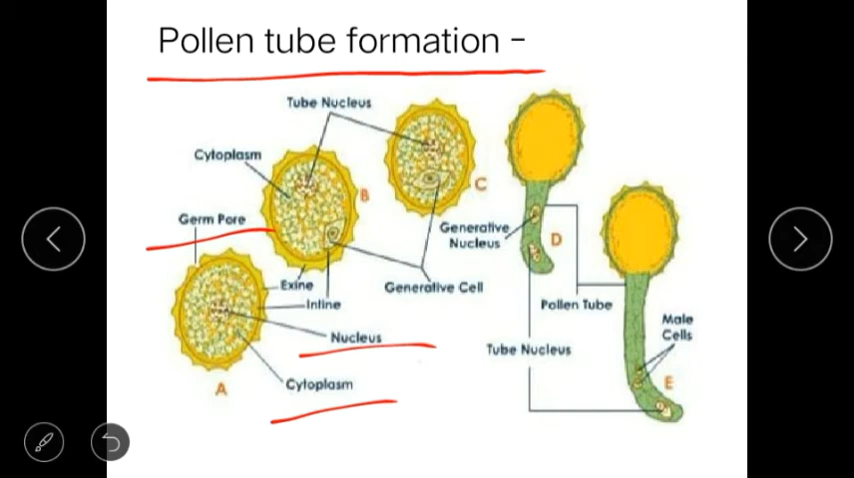 Pollen tube formation -
Tube Nucleus
Cytoplasm
B
C
Germ Pore
Generative
Nucleus
D
Exine
Generative Cell
Intine
Pollen Tube
Nucleus
Male
Cells
Tube Nucleus
A
Cytoplasm
E